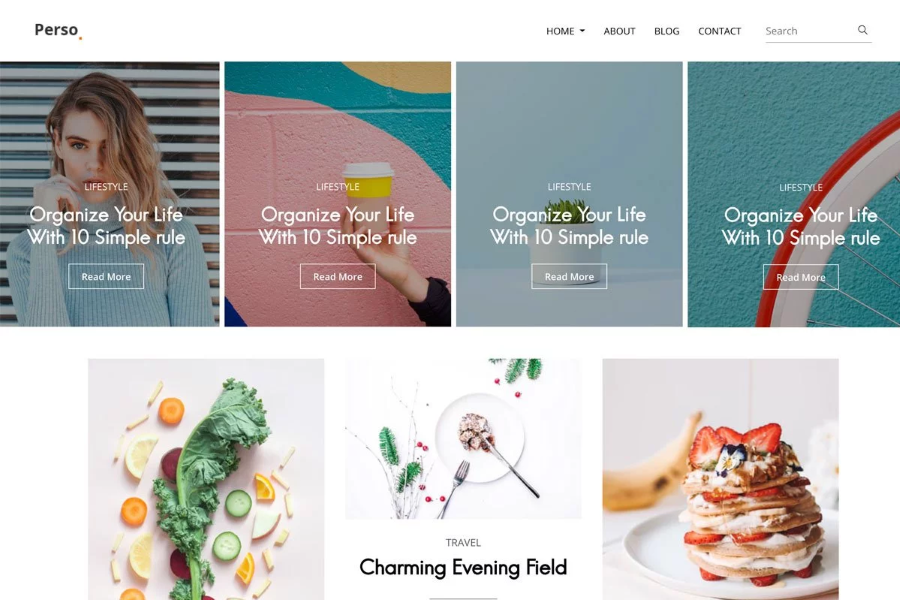 Perso.
HOME
ABOUT
BLOG
CONTACT
Search
LIFESTYLE
Organize Your Life
With 10 Simple rule
Read More
LIFESTYLE
Organize Your Life
With 10 Simple rule
Read More
LIFESTYLE
Organize Your Life
With 10 Simple rule
Read More
LIFESTYLE
Organize Your Life
With 10 Simple rule
Read More
TRAVEL
Charming Evening Field